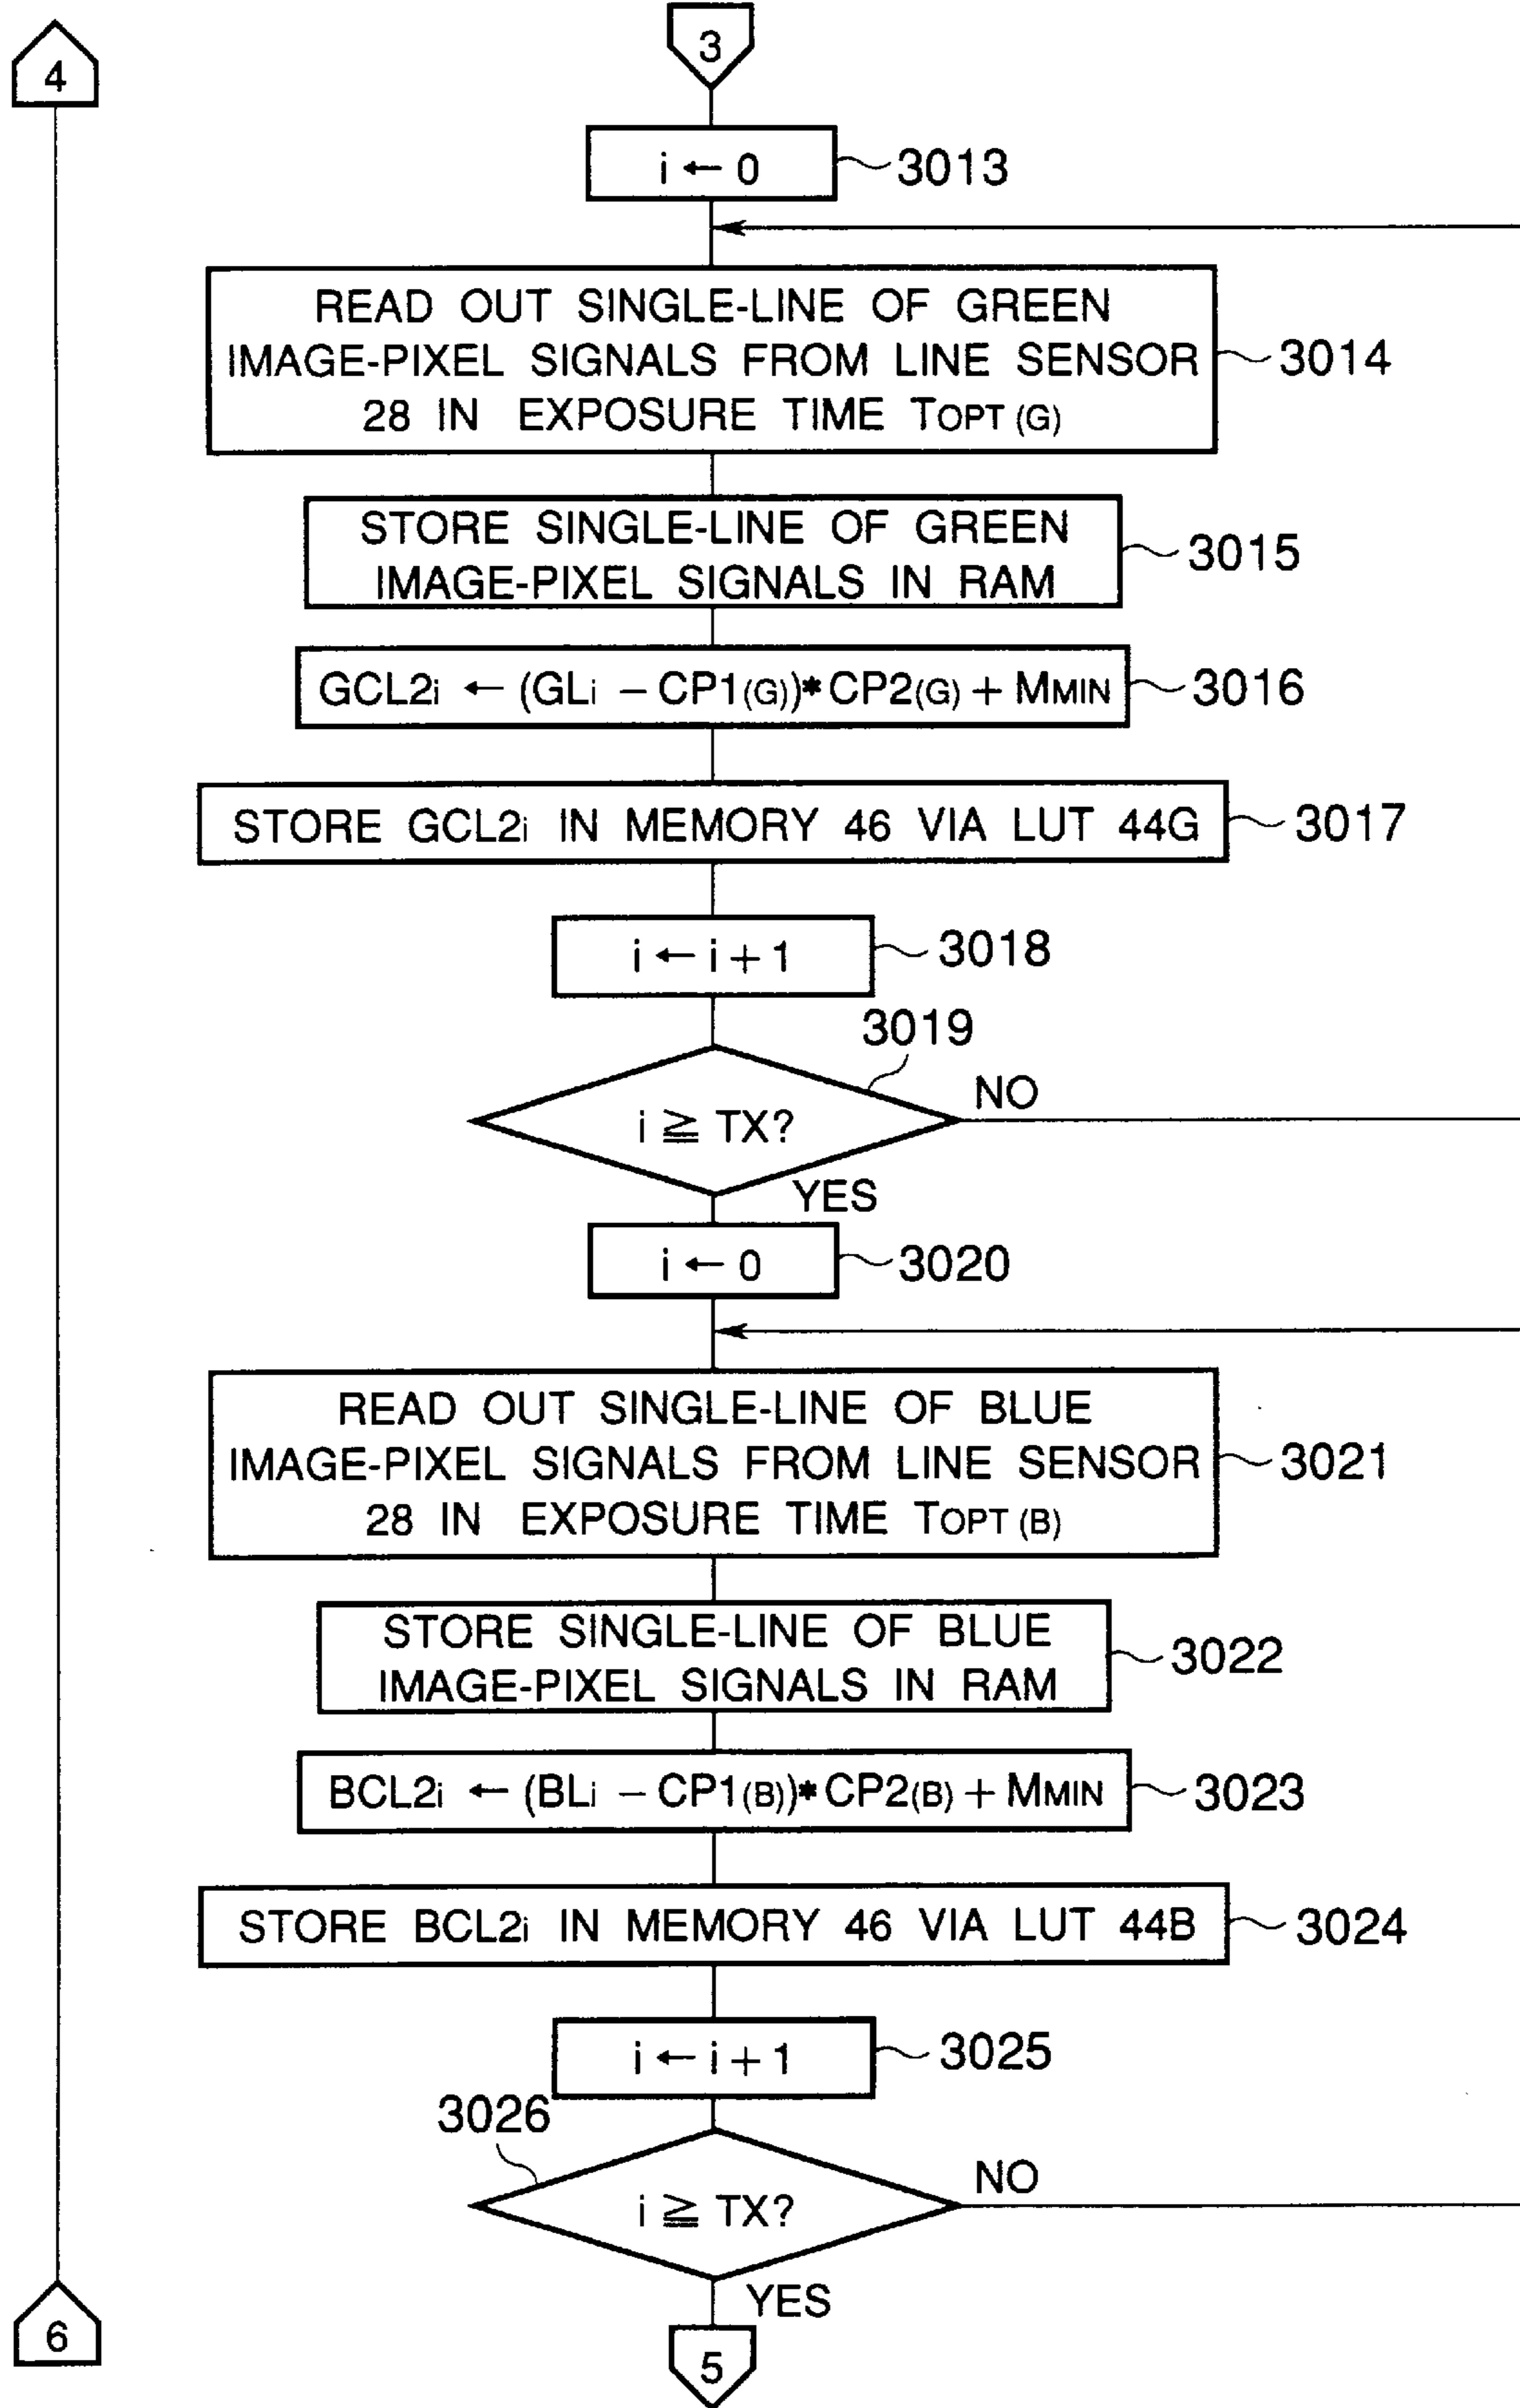 4
3
i ← 0
3013
READ OUT SINGLE-LINE OF GREEN
IMAGE-PIXEL SIGNALS FROM LINE SENSOR
28 IN EXPOSURE TIME TOPT (G)
3014
STORE SINGLE-LINE OF GREEN
IMAGE-PIXEL SIGNALS IN RAM
3015
GCL2i ← (GLi − CP1(G))* CP2(G) + MMIN
3016
STORE GCL2i IN MEMORY 46 VIA LUT 44G
3017
i ← i + 1
3018
3019
i ≧ TX?
NO
YES
i ← 0
3020
READ OUT SINGLE-LINE OF BLUE
IMAGE-PIXEL SIGNALS FROM LINE SENSOR
28 IN EXPOSURE TIME TOPT (B)
3021
STORE SINGLE-LINE OF BLUE
IMAGE-PIXEL SIGNALS IN RAM
3022
BCL2i ← (BLi − CP1(B))* CP2(B) + MMIN
3023
STORE BCL2i IN MEMORY 46 VIA LUT 44B
3024
i ← i + 1
3025
3026
i ≧ TX?
NO
YES
6
5